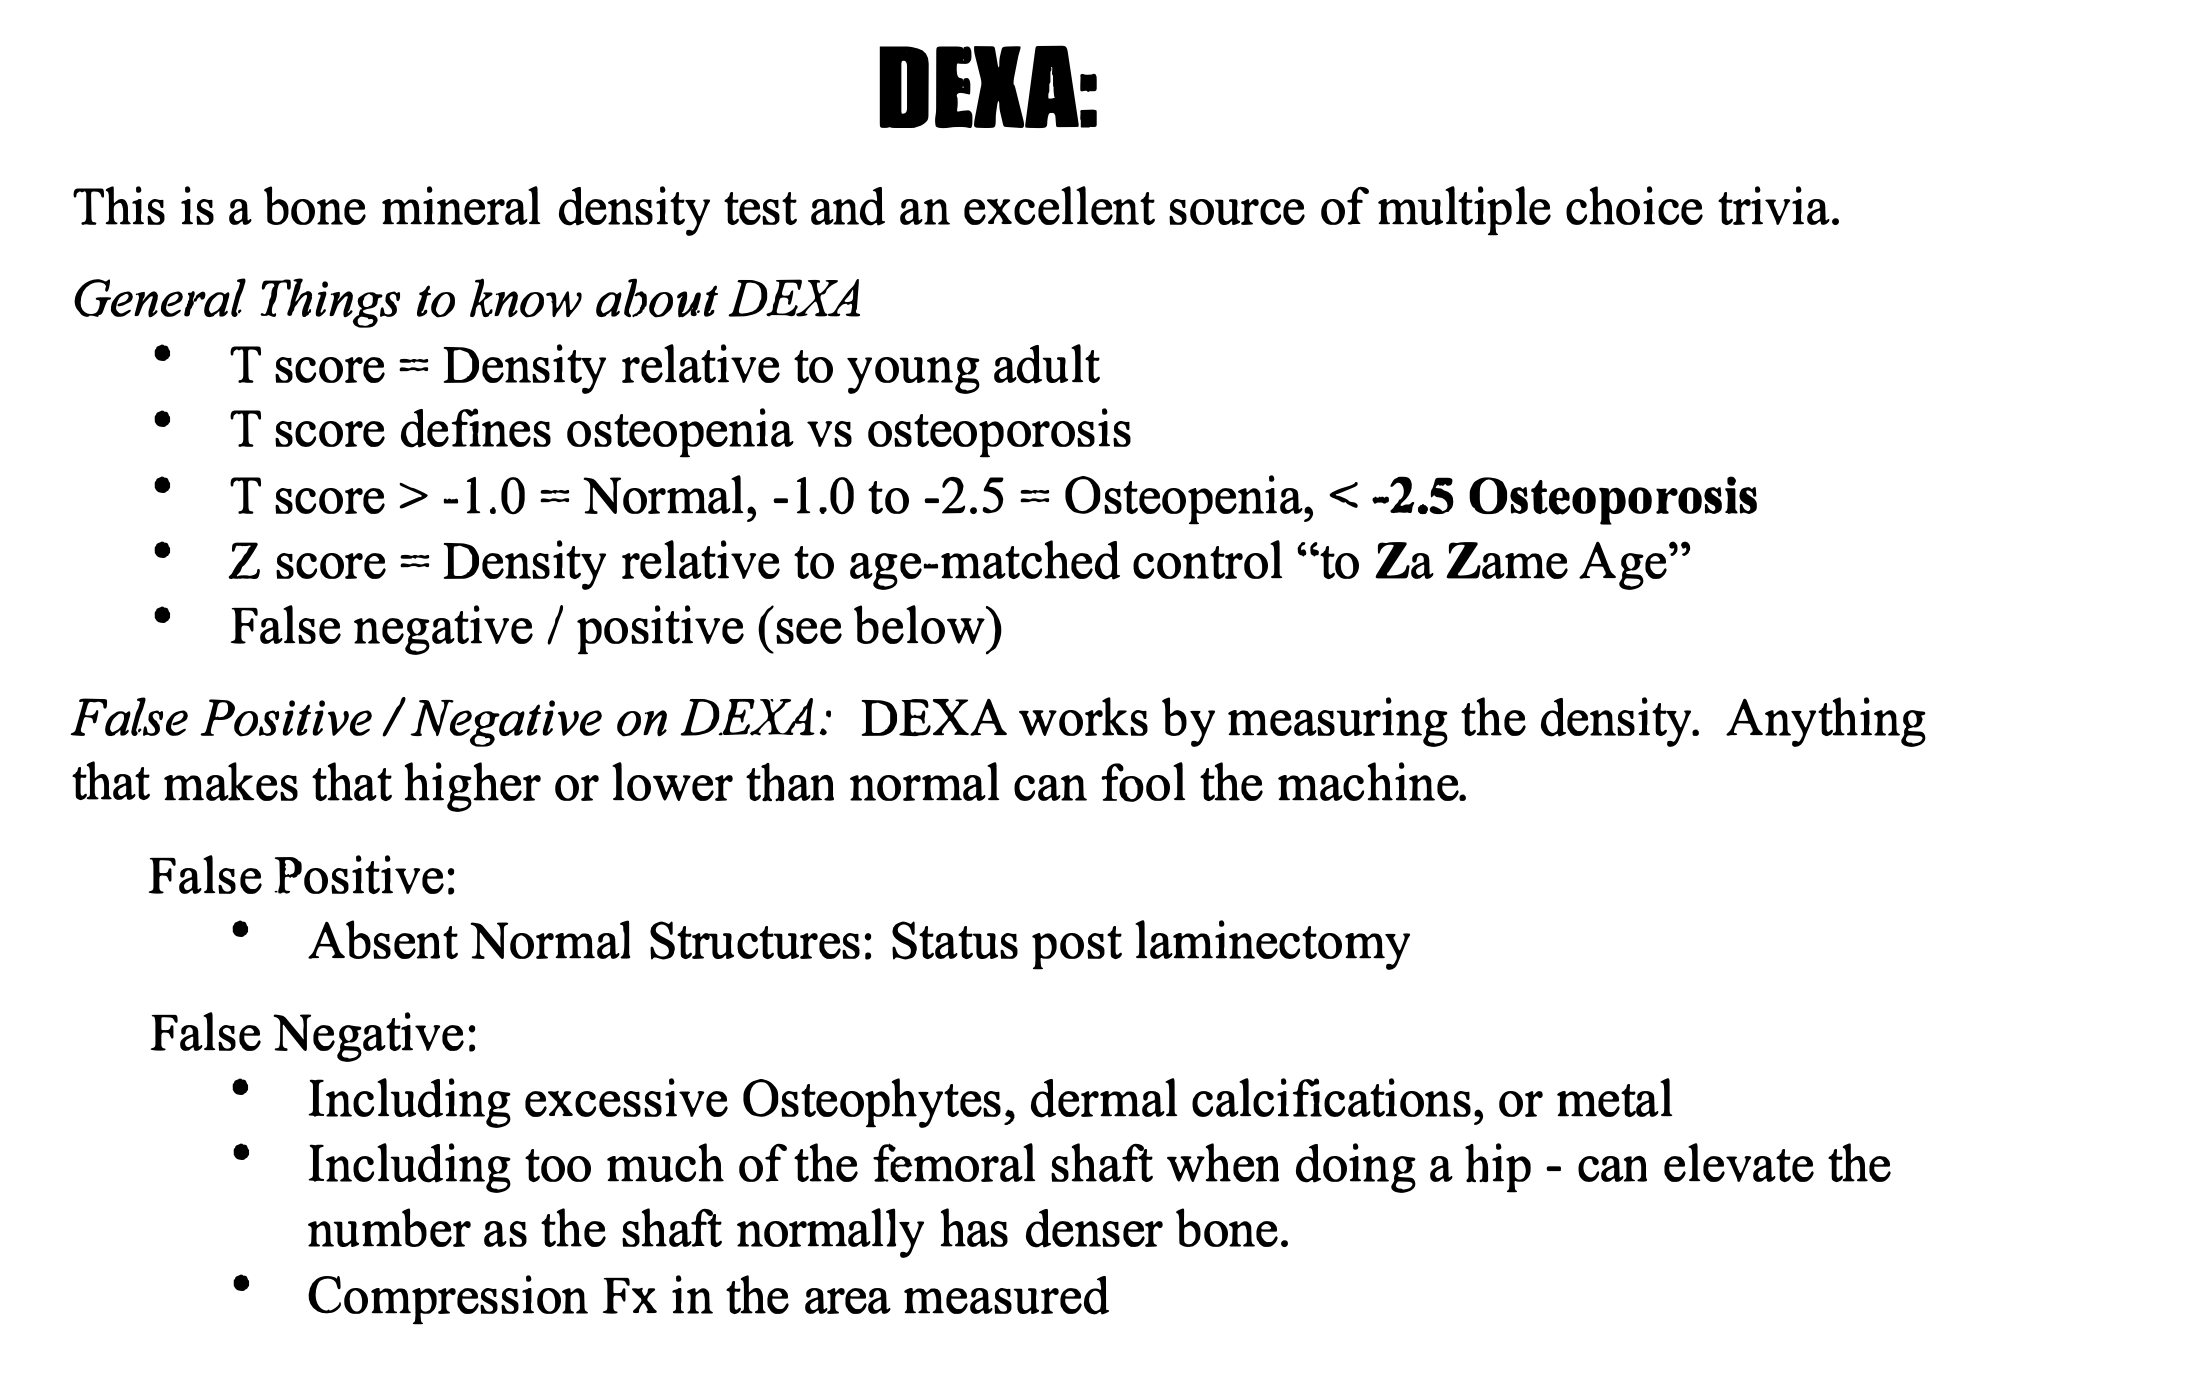 DEXA:
This is a bone mineral density test and an excellent source of multiple choice trivia.
General Things to know about DEXA
• T score = Density relative to young adult
• T score defines osteopenia vs osteoporosis
• T score > -1.0 = Normal, -1.0 to -2.5 = Osteopenia, < -2.5 Osteoporosis
• Z score = Density relative to age-matched control “to Za Zame Age”
• False negative / positive (see below)
False Positive / Negative on DEXA: DEXA works by measuring the density. Anything
that makes that higher or lower than normal can fool the machine.
False Positive:
• Absent Normal Structures: Status post laminectomy
False Negative:
• Including excessive Osteophytes, dermal calcifications, or metal
• Including too much of the femoral shaft when doing a hip - can elevate the
number as the shaft normally has denser bone.
• Compression Fx in the area measured